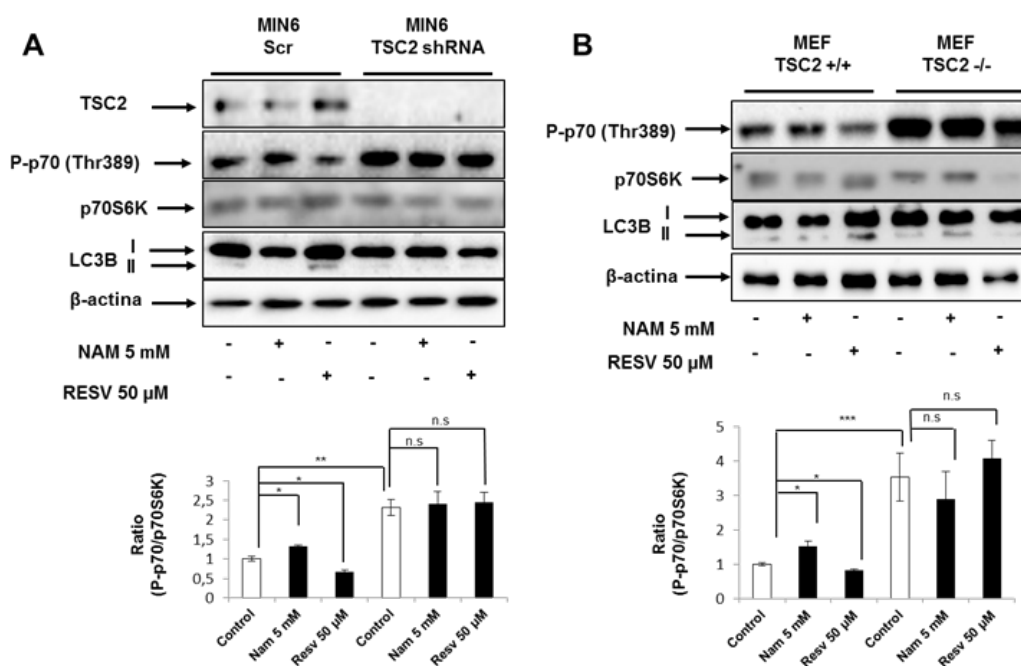 A
MIN6
Scr
MIN6
TSC2 shRNA
TSC2
P-p70 (Thr389)
p70S6K
LC3B
I
II
β-actina
NAM 5 mM
- + - - + -
RESV 50 µM
- - + - - +
Ratio
(P-p70/p70S6K)
3
2,5
2
1,5
1
0,5
0
*
*
**
n.s
n.s
Control
Nam 5 mM
Resv 50 µM
Control
Nam 5 mM
Resv 50 µM
B
MEF
TSC2 +/+
MEF
TSC2 -/-
P-p70 (Thr389)
p70S6K
LC3B
I
II
β-actina
NAM 5 mM
- + - - + -
RESV 50 µM
- - + - - +
Ratio
(P-p70/p70S6K)
5
4
3
2
1
0
*
*
***
n.s
n.s
Control
Nam 5 mM
Resv 50 µM
Control
Nam 5 mM
Resv 50 µM